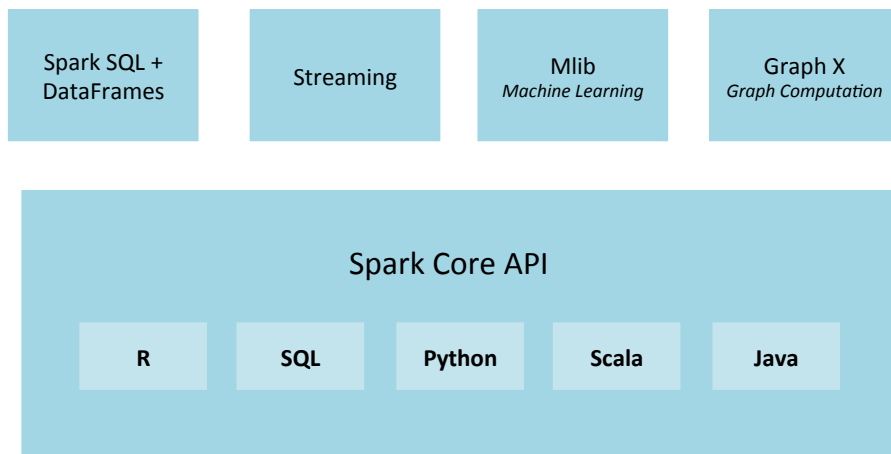 Spark SQL +
DataFrames
Streaming
Mlib
Machine Learning
Graph X
Graph Computation
Spark Core API
R
SQL
Python
Scala
Java